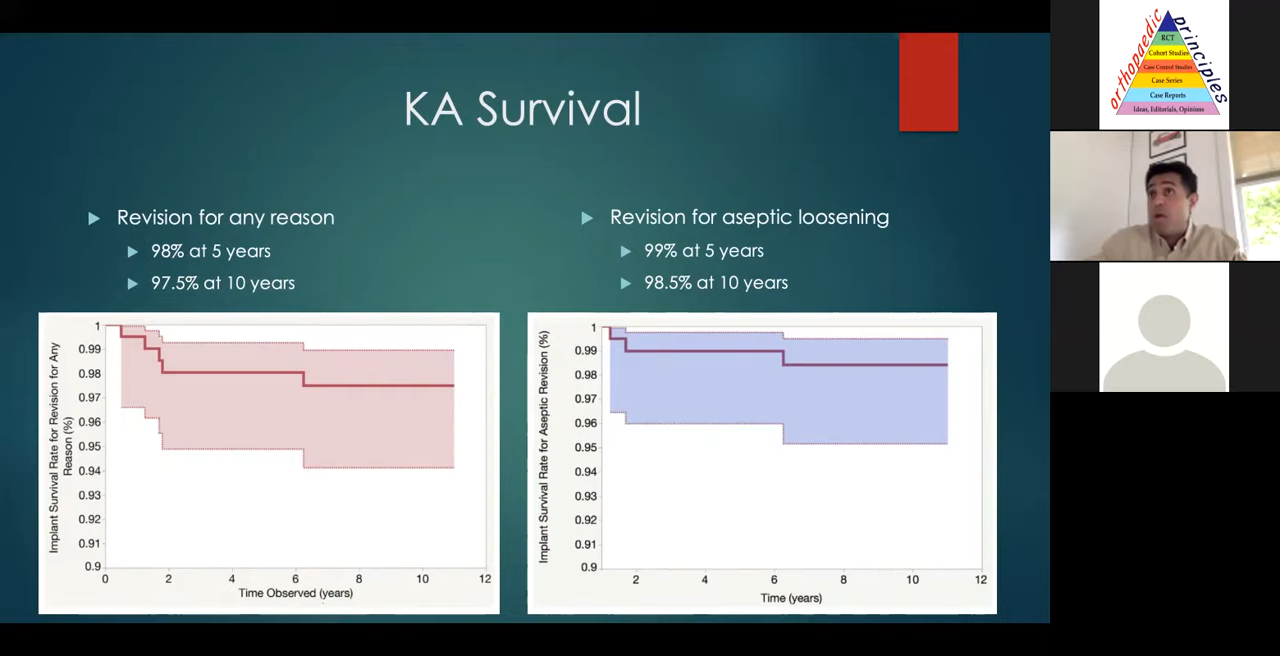 KA Survival
Revision for any reason
98% at 5 years
97.5% at 10 years
Revision for aseptic loosening
99% at 5 years
98.5% at 10 years
Implant Survival Rate for Revision for Any
Reason (%)
1
0.99
0.98
0.97
0.96
0.95
0.94
0.93
0.92
0.91
0.9
0 2 4 6 8 10 12
Time Observed (years)
Implant Survival Rate for Aseptic Revision (%)
1
0.99
0.98
0.97
0.96
0.95
0.94
0.93
0.92
0.91
0.9
2 4 6 8 10 12
Time (years)
orthopaedic
principles
RCT
Cohort Studies
Case Control Studies
Case Series
Case Reports
Ideas, Editorials, Opinions